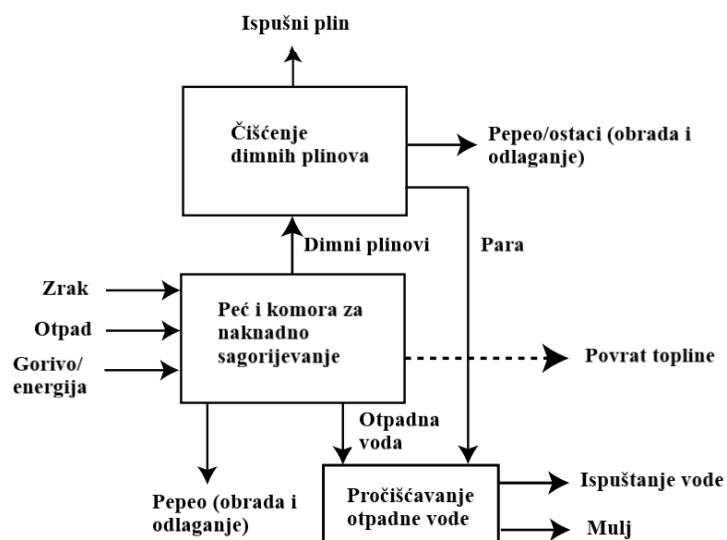 Ispušni plin
Čišćenje
dimnih plinova
Pepeo/ostaci (obrada i
odlaganje)
Dimni plinovi
Para
Zrak
Otpad
Gorivo/
energija
Peć i komora za
naknadno
sagorijevanje
Povrat topline
Otpadna
voda
Pepeo (obrada i
odlaganje)
Pročišćavanje
otpadne vode
Ispuštanje vode
Mulj